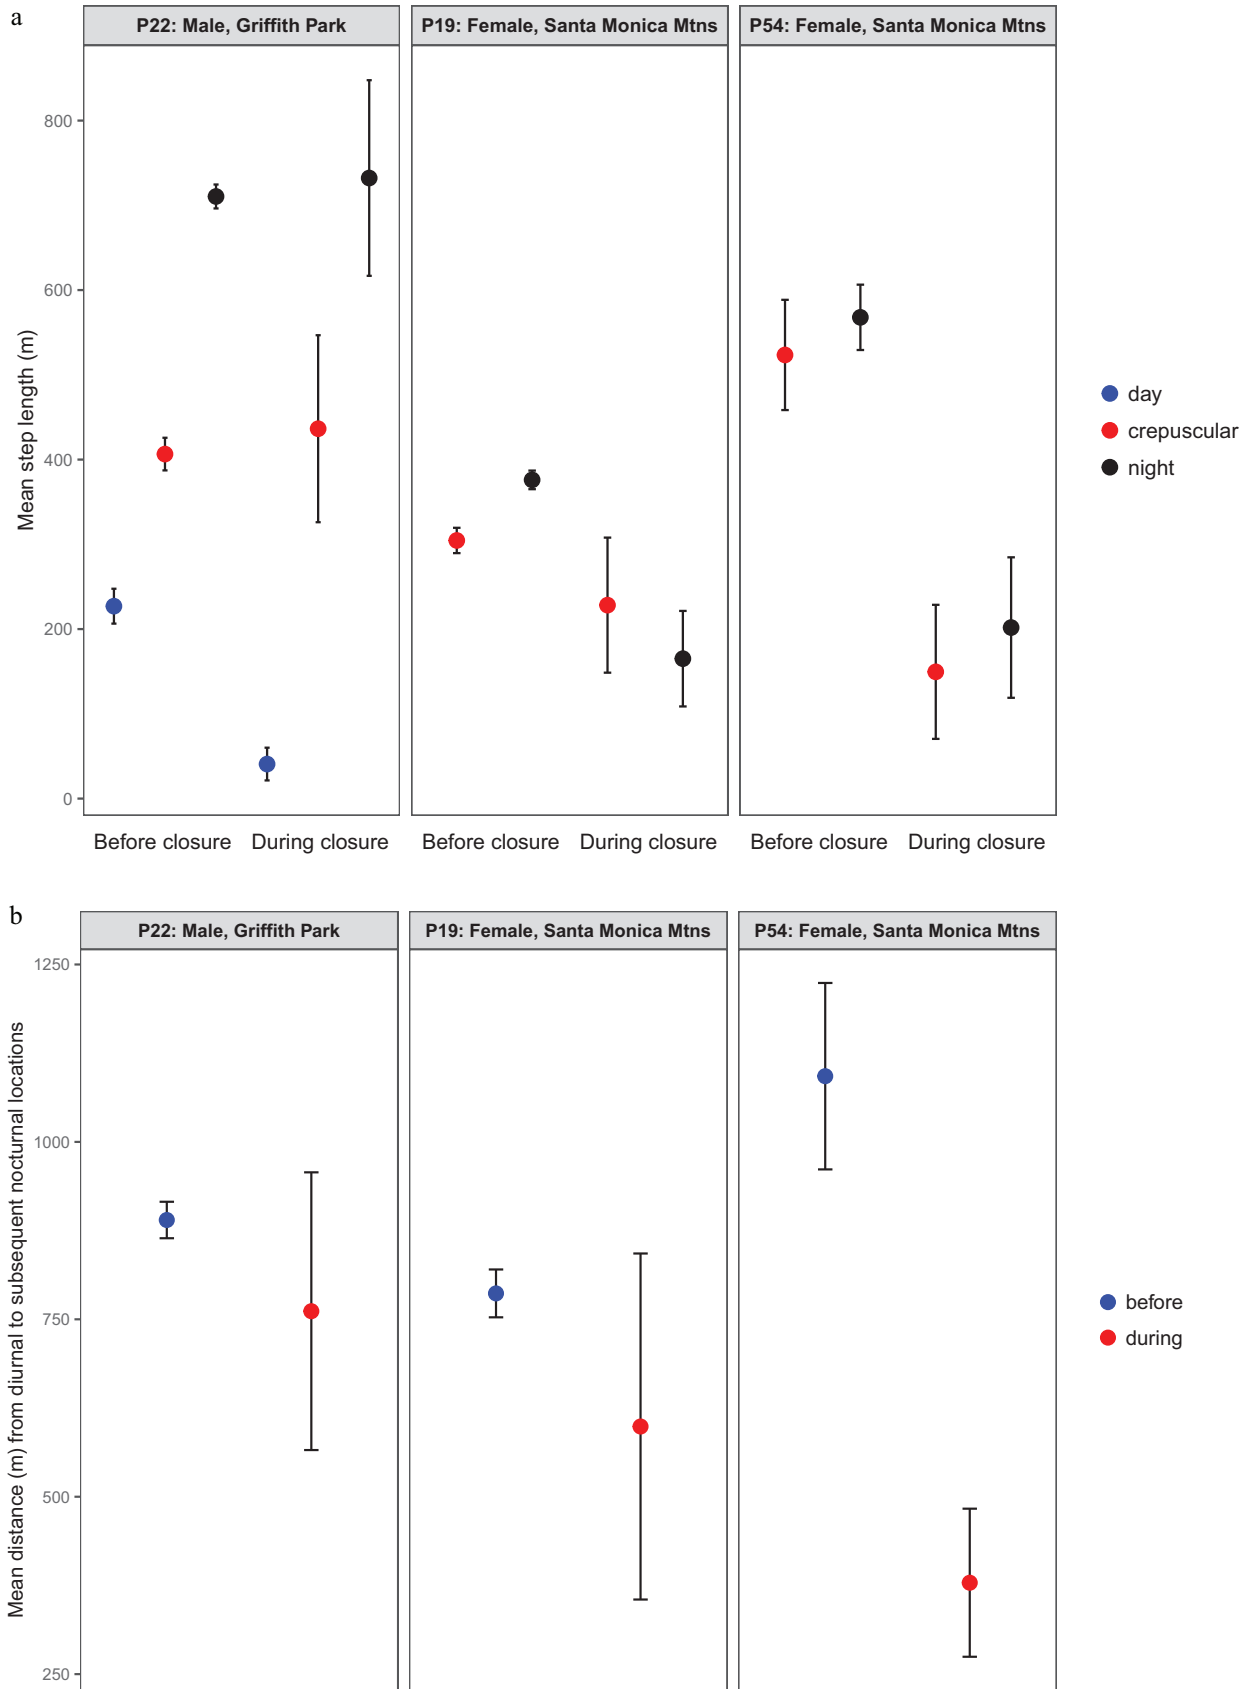 a
P22: Male, Griffith Park
P19: Female, Santa Monica Mtns
P54: Female, Santa Monica Mtns
Mean step length (m)
800
600
400
200
0
Before closure
During closure
Before closure
During closure
Before closure
During closure
day
crepuscular
night
b
P22: Male, Griffith Park
P19: Female, Santa Monica Mtns
P54: Female, Santa Monica Mtns
Mean distance (m) from diurnal to subsequent nocturnal locations
1250
1000
750
500
250
before
during